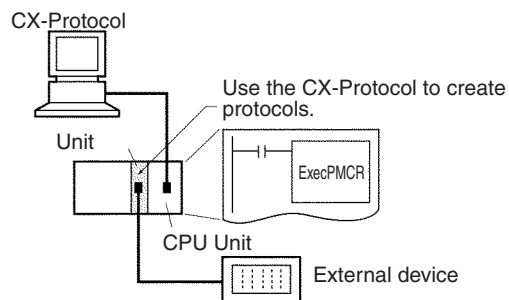 CX-Protocol
Use the CX-Protocol to create
protocols.
Unit
ExecPMCR
CPU Unit
External device